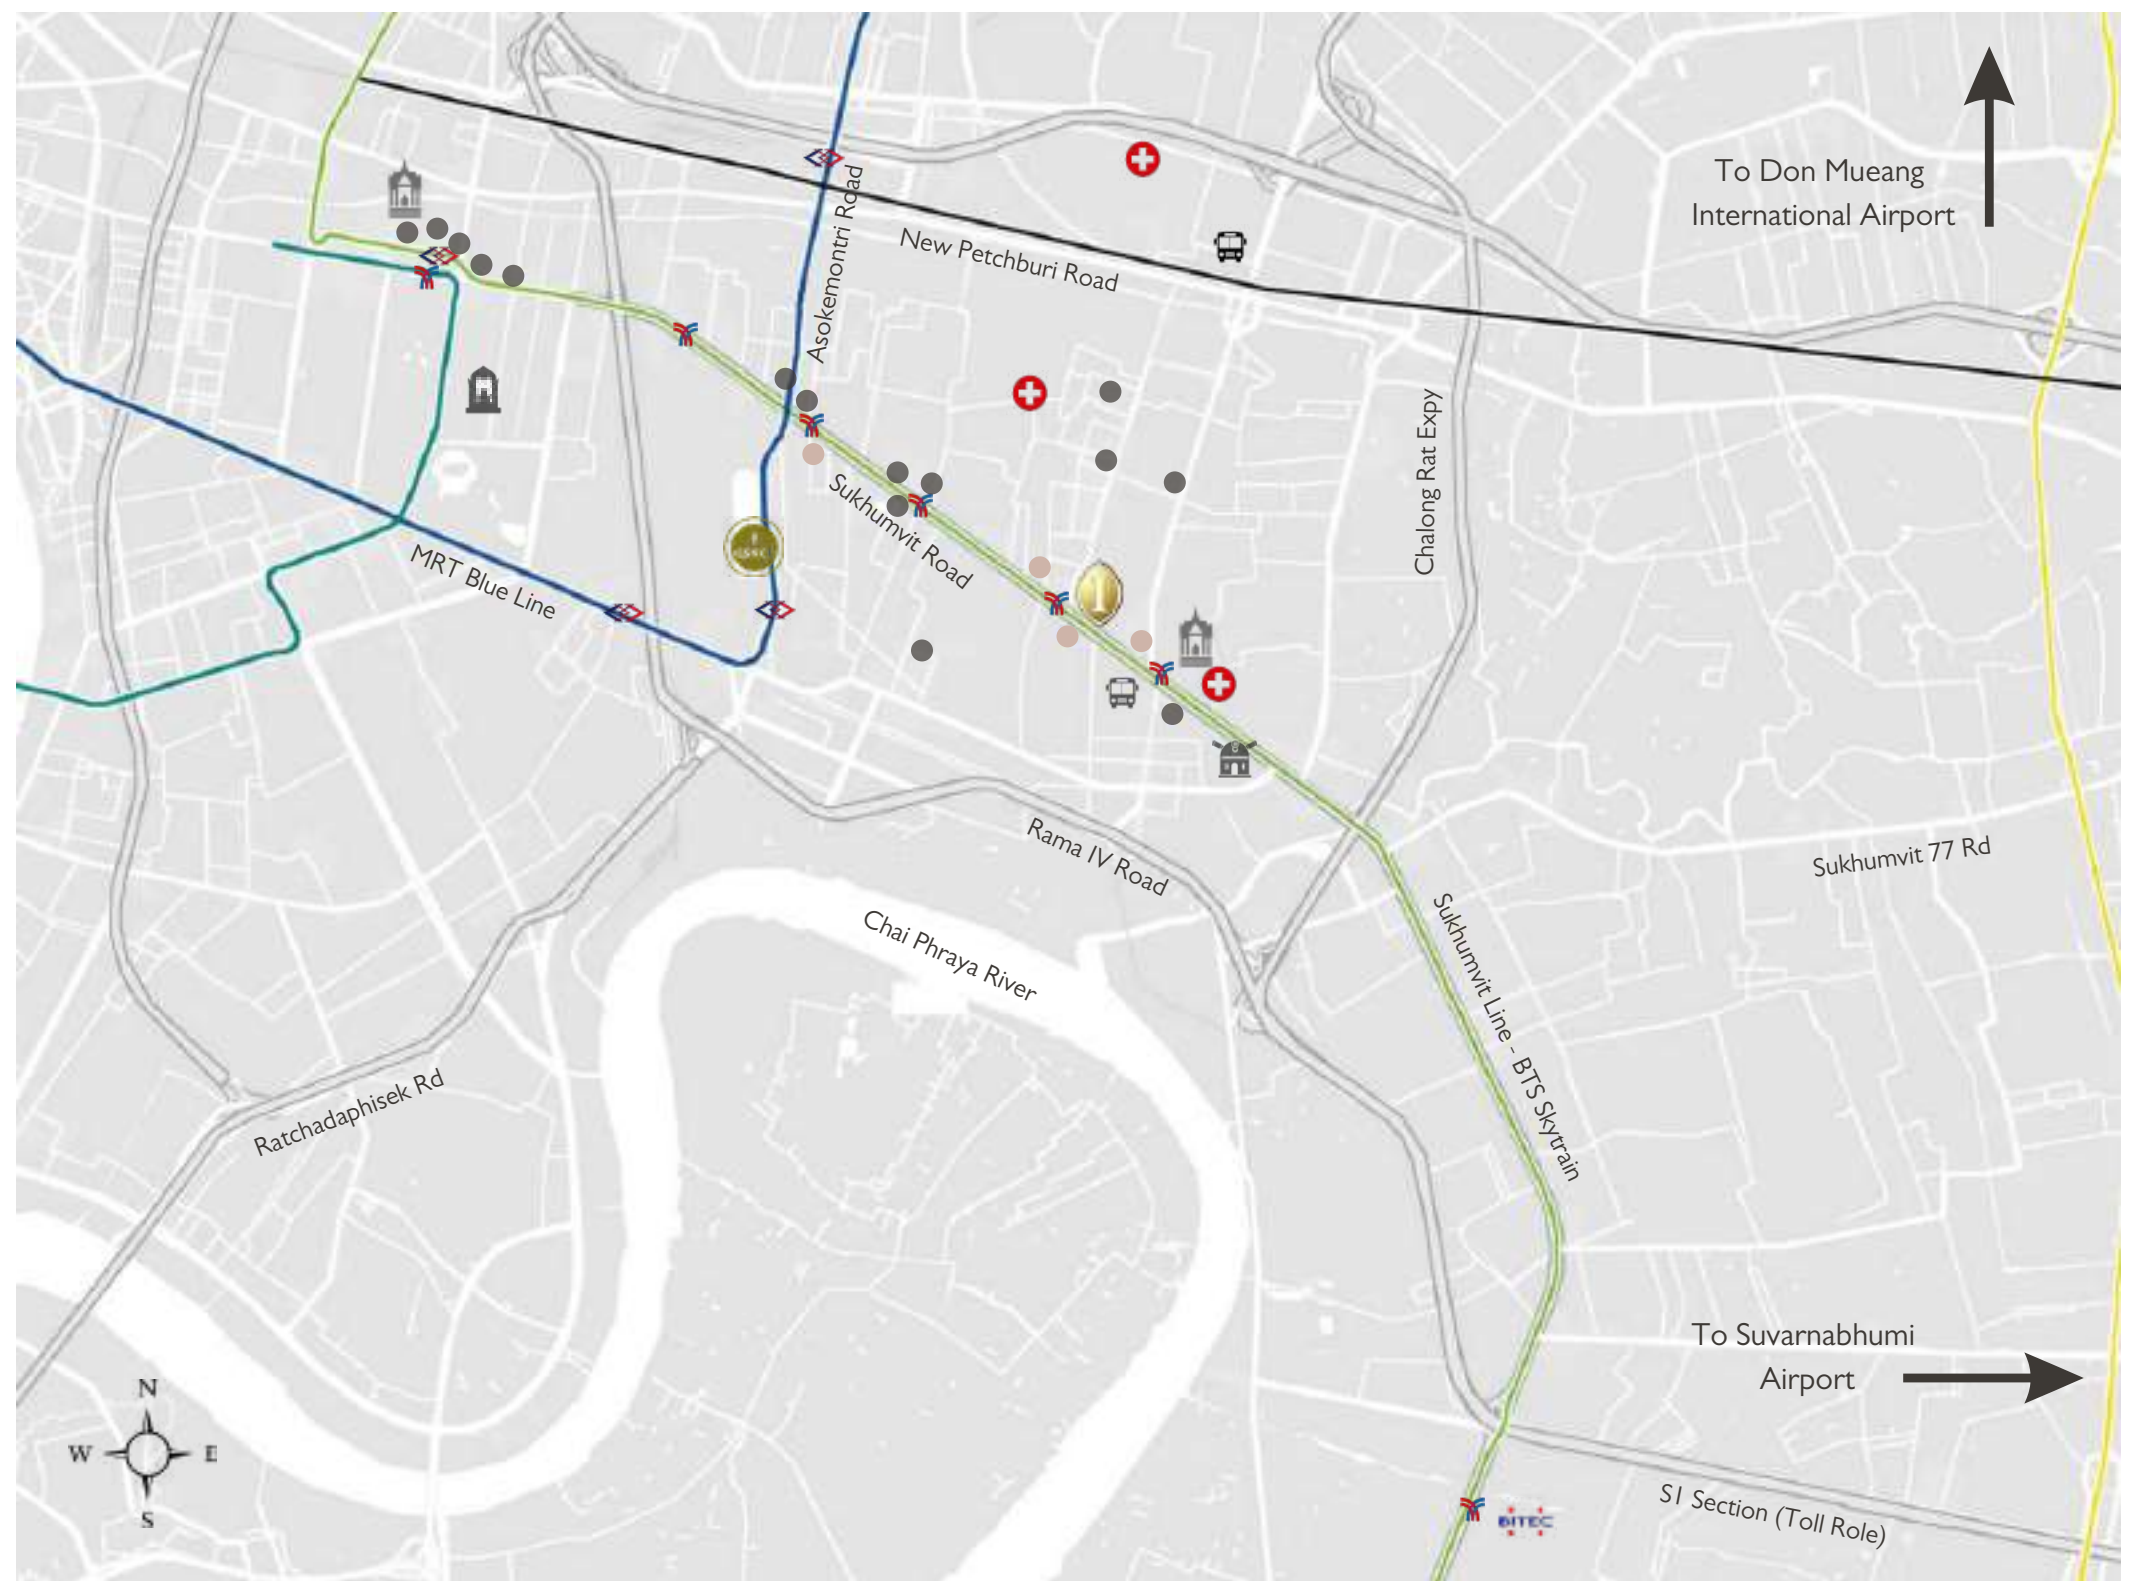 To Don Mueang
International Airport
Asokemontri Road
New Petchburi Road
Chalong Rat Expy
Sukhumvit Road
MRT Blue Line
1
Rama IV Road
Sukhumvit 77 Rd
Chai Phraya River
Sukhumvit Line - BTS Skytrain
Ratchadaphisek Rd
To Suvarnabhumi
Airport
N
W E
S
S1 Section (Toll Role)
BITEC